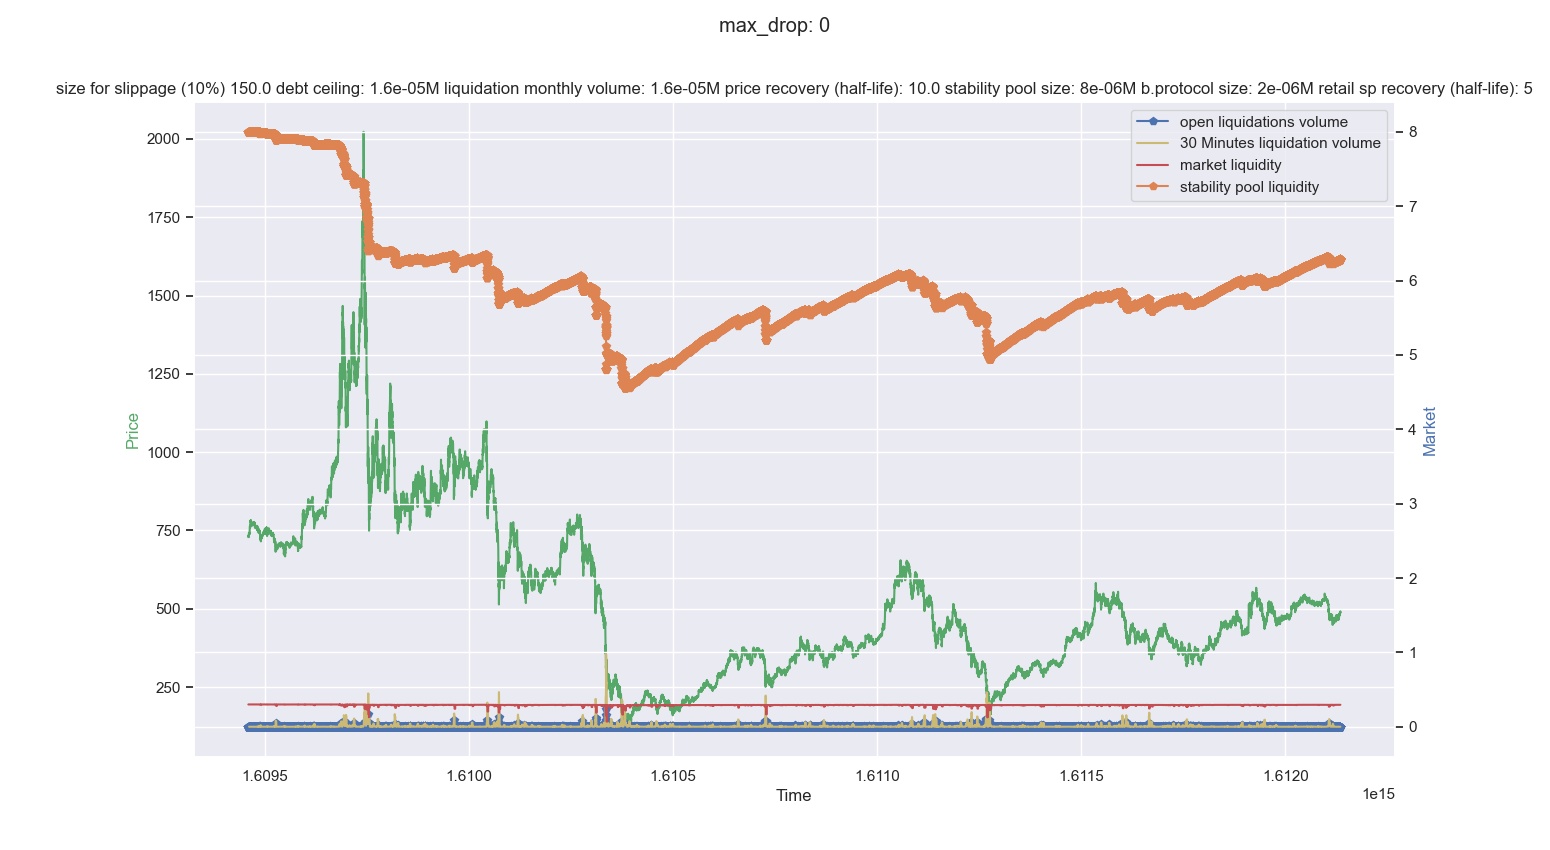 max_drop: 0
size for slippage (10%) 150.0 debt ceiling: 1.6e-05M liquidation monthly volume: 1.6e-05M price recovery (half-life): 10.0 stability pool size: 8e-06M b.protocol size: 2e-06M retail sp recovery (half-life): 5
open liquidations volume
30 Minutes liquidation volume
market liquidity
stability pool liquidity
2000
1750
1500
1250
1000
750
500
250
Price
8
7
6
5
4
3
2
1
0
Market
1.6095
1.6100
1.6105
1.6110
1.6115
1.6120
Time
1e15